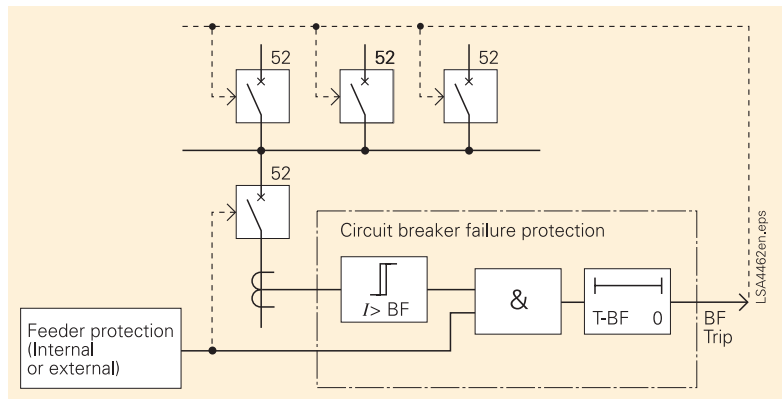 52
52
52
52
Circuit breaker failure protection
I> BF
&
T-BF 0
BF
Trip
Feeder protection
(Internal
or external)
LSA4462en.eps